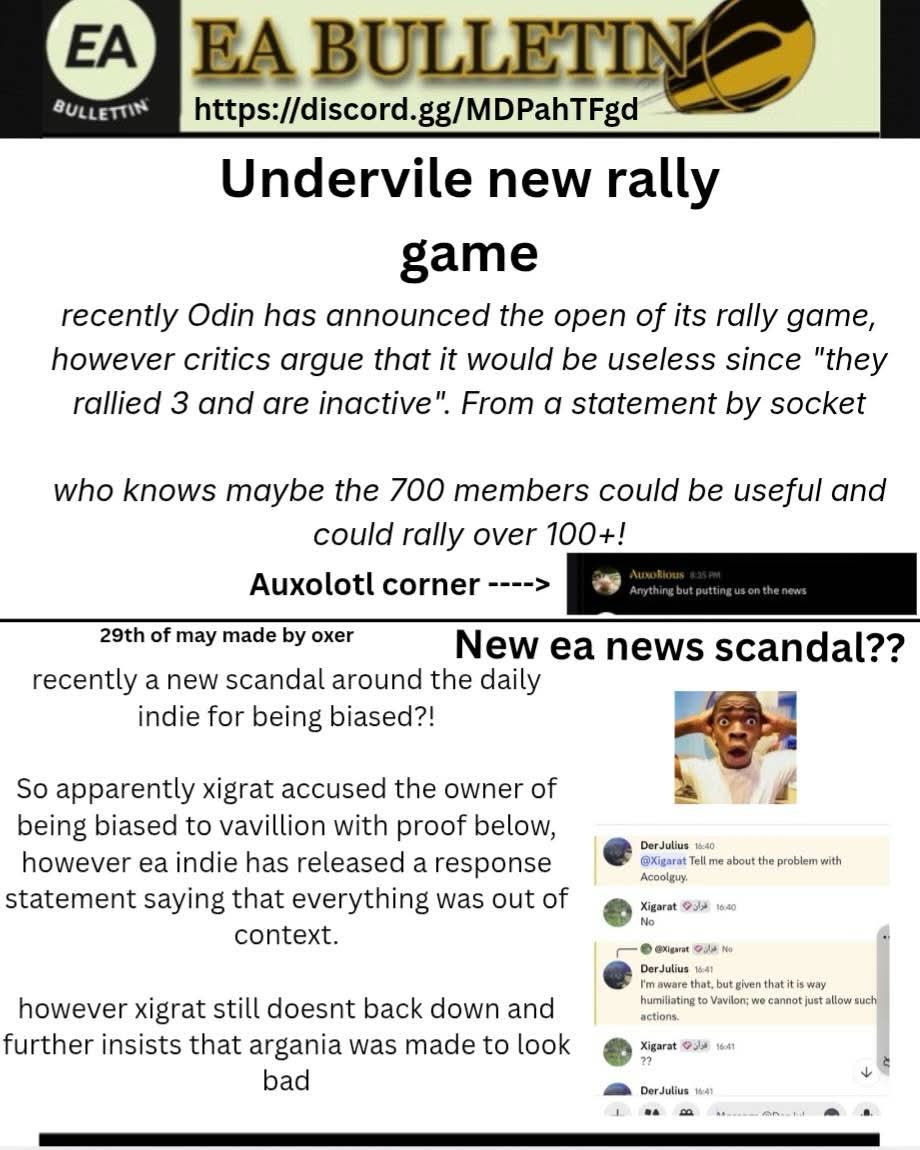 EA
BULLETTIN
EA BULLETIN
https://discord.gg/MDPahTFgd
Undervile new rally
game
recently Odin has announced the open of its rally game,
however critics argue that it would be useless since "they
rallied 3 and are inactive". From a statement by socket
who knows maybe the 700 members could be useful and
could rally over 100+!
Auxolotl corner ---->
AuxoRious 8:35 PM
Anything but putting us on the news
29th of may made by oxer
New ea news scandal??
recently a new scandal around the daily
indie for being biased?!
So apparently xigrat accused the owner of
being biased to vavillion with proof below,
however ea indie has released a response
statement saying that everything was out of
context.
however xigrat still doesnt back down and
further insists that argania was made to look
bad
DerJulius 16:40
@Xigarat Tell me about the problem with
Acoolguy.
Xigarat 16:40
No
@Xigarat No
DerJulius 16:41
I'm aware that, but given that it is way
humiliating to Vavilon; we cannot just allow such
actions.
Xigarat 16:41
??
DerJulius 16:41